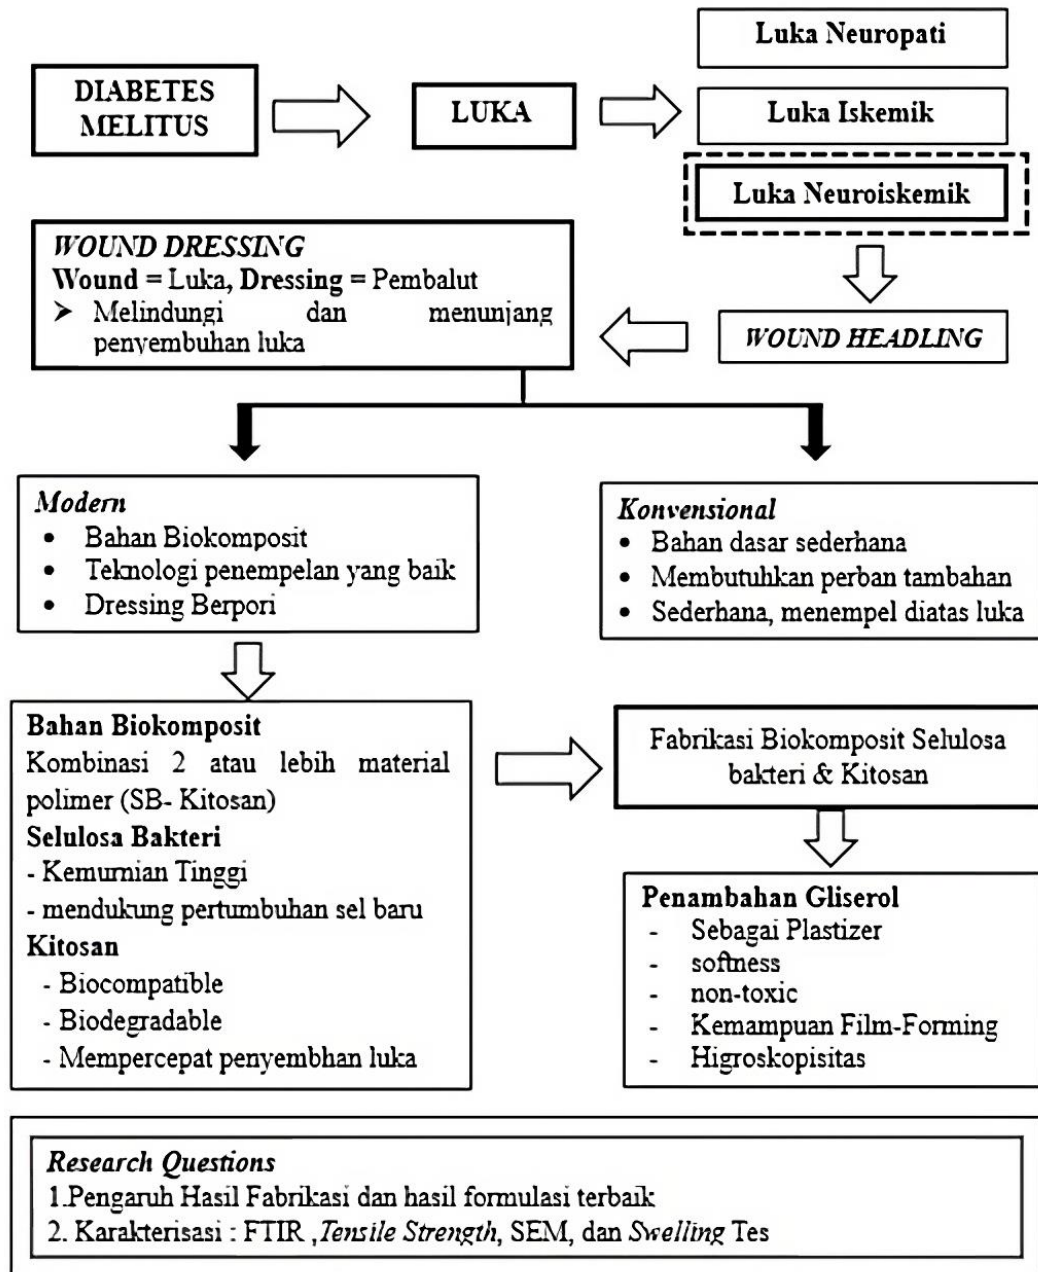 DIABETES
MELITUS
LUKA
Luka Neuropati
Luka Iskemik
Luka Neuroiskemik
WOUND HEADLING
WOUND DRESSING
Wound = Luka, Dressing = Pembalut
➤ Melindungi dan menunjang
penyembuhan luka
Modern
• Bahan Biokomposit
• Teknologi penempelan yang baik
• Dressing Berpori
Konvensional
• Bahan dasar sederhana
• Membutuhkan perban tambahan
• Sederhana, menempel diatas luka
Bahan Biokomposit
Kombinasi 2 atau lebih material
polimer (SB- Kitosan)
Selulosa Bakteri
- Kemurnian Tinggi
- mendukung pertumbuhan sel baru
Kitosan
- Biocompatible
- Biodegradable
- Mempercepat penyembhan luka
Fabrikasi Biokomposit Selulosa
bakteri & Kitosan
Penambahan Gliserol
- Sebagai Plastizer
- softness
- non-toxic
- Kemampuan Film-Forming
- Higroskopisitas
Research Questions
1.Pengaruh Hasil Fabrikasi dan hasil formulasi terbaik
2. Karakterisasi : FTIR ,Tensile Strength, SEM, dan Swelling Tes